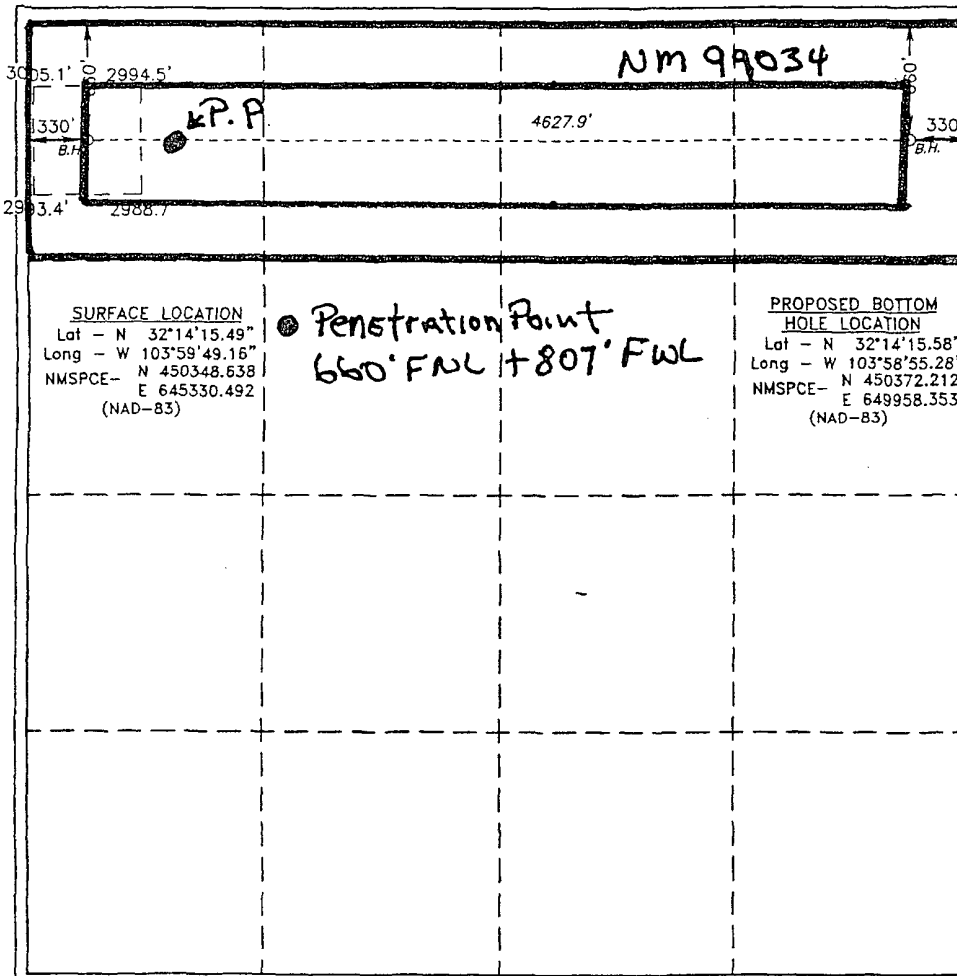 NM 99034
3005.1' 2994.5'
P.P.
4627.9'
330' 330
B.H. B.H.
2993.4' 2988.7
SURFACE LOCATION
Lat - N 32°14'15.49"
Long - W 103°59'49.16"
NMSPCE- N 450348.638
E 645330.492
(NAD-83)
Penetration Point
660' FNL + 807' FWL
PROPOSED BOTTOM
HOLE LOCATION
Lat - N 32°14'15.58"
Long - W 103°58'55.28"
NMSPCE- N 450372.212
E 649958.353
(NAD-83)